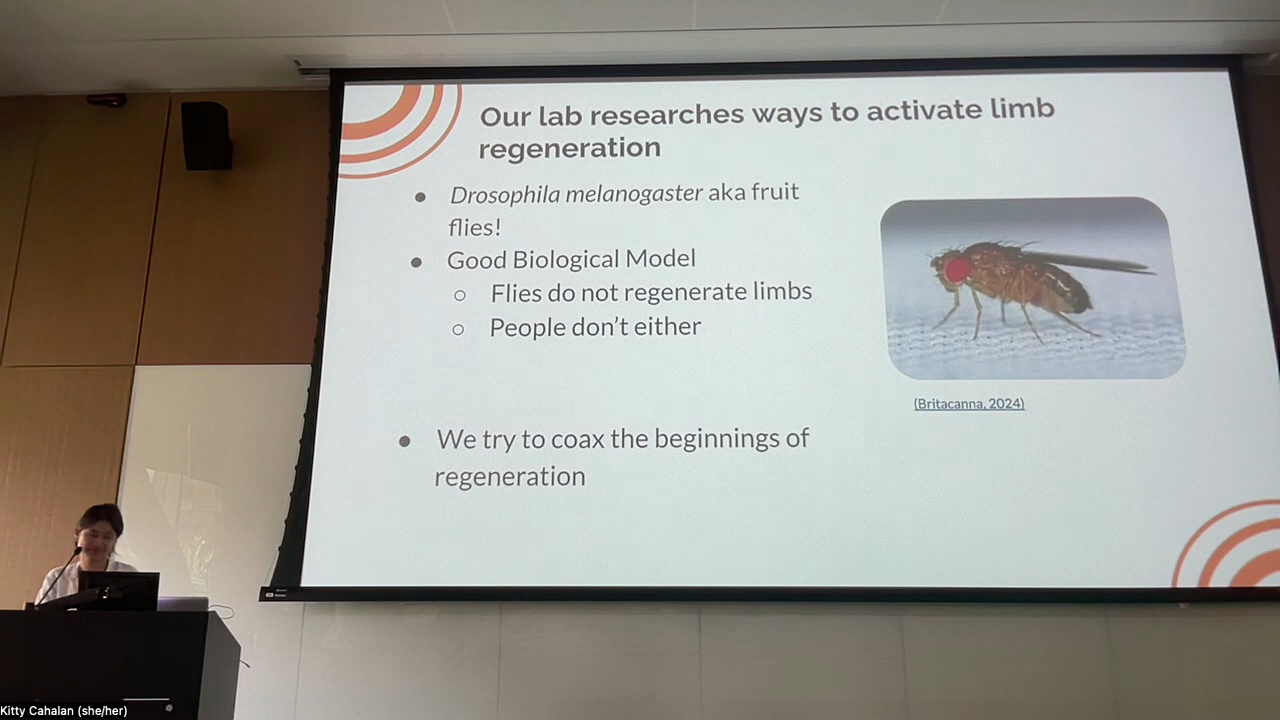 Our lab researches ways to activate limb
regeneration
● Drosophila melanogaster aka fruit
flies!
● Good Biological Model
○ Flies do not regenerate limbs
○ People don't either
(Britacanna, 2024)
● We try to coax the beginnings of
regeneration
Kitty Cahalan (she/her)